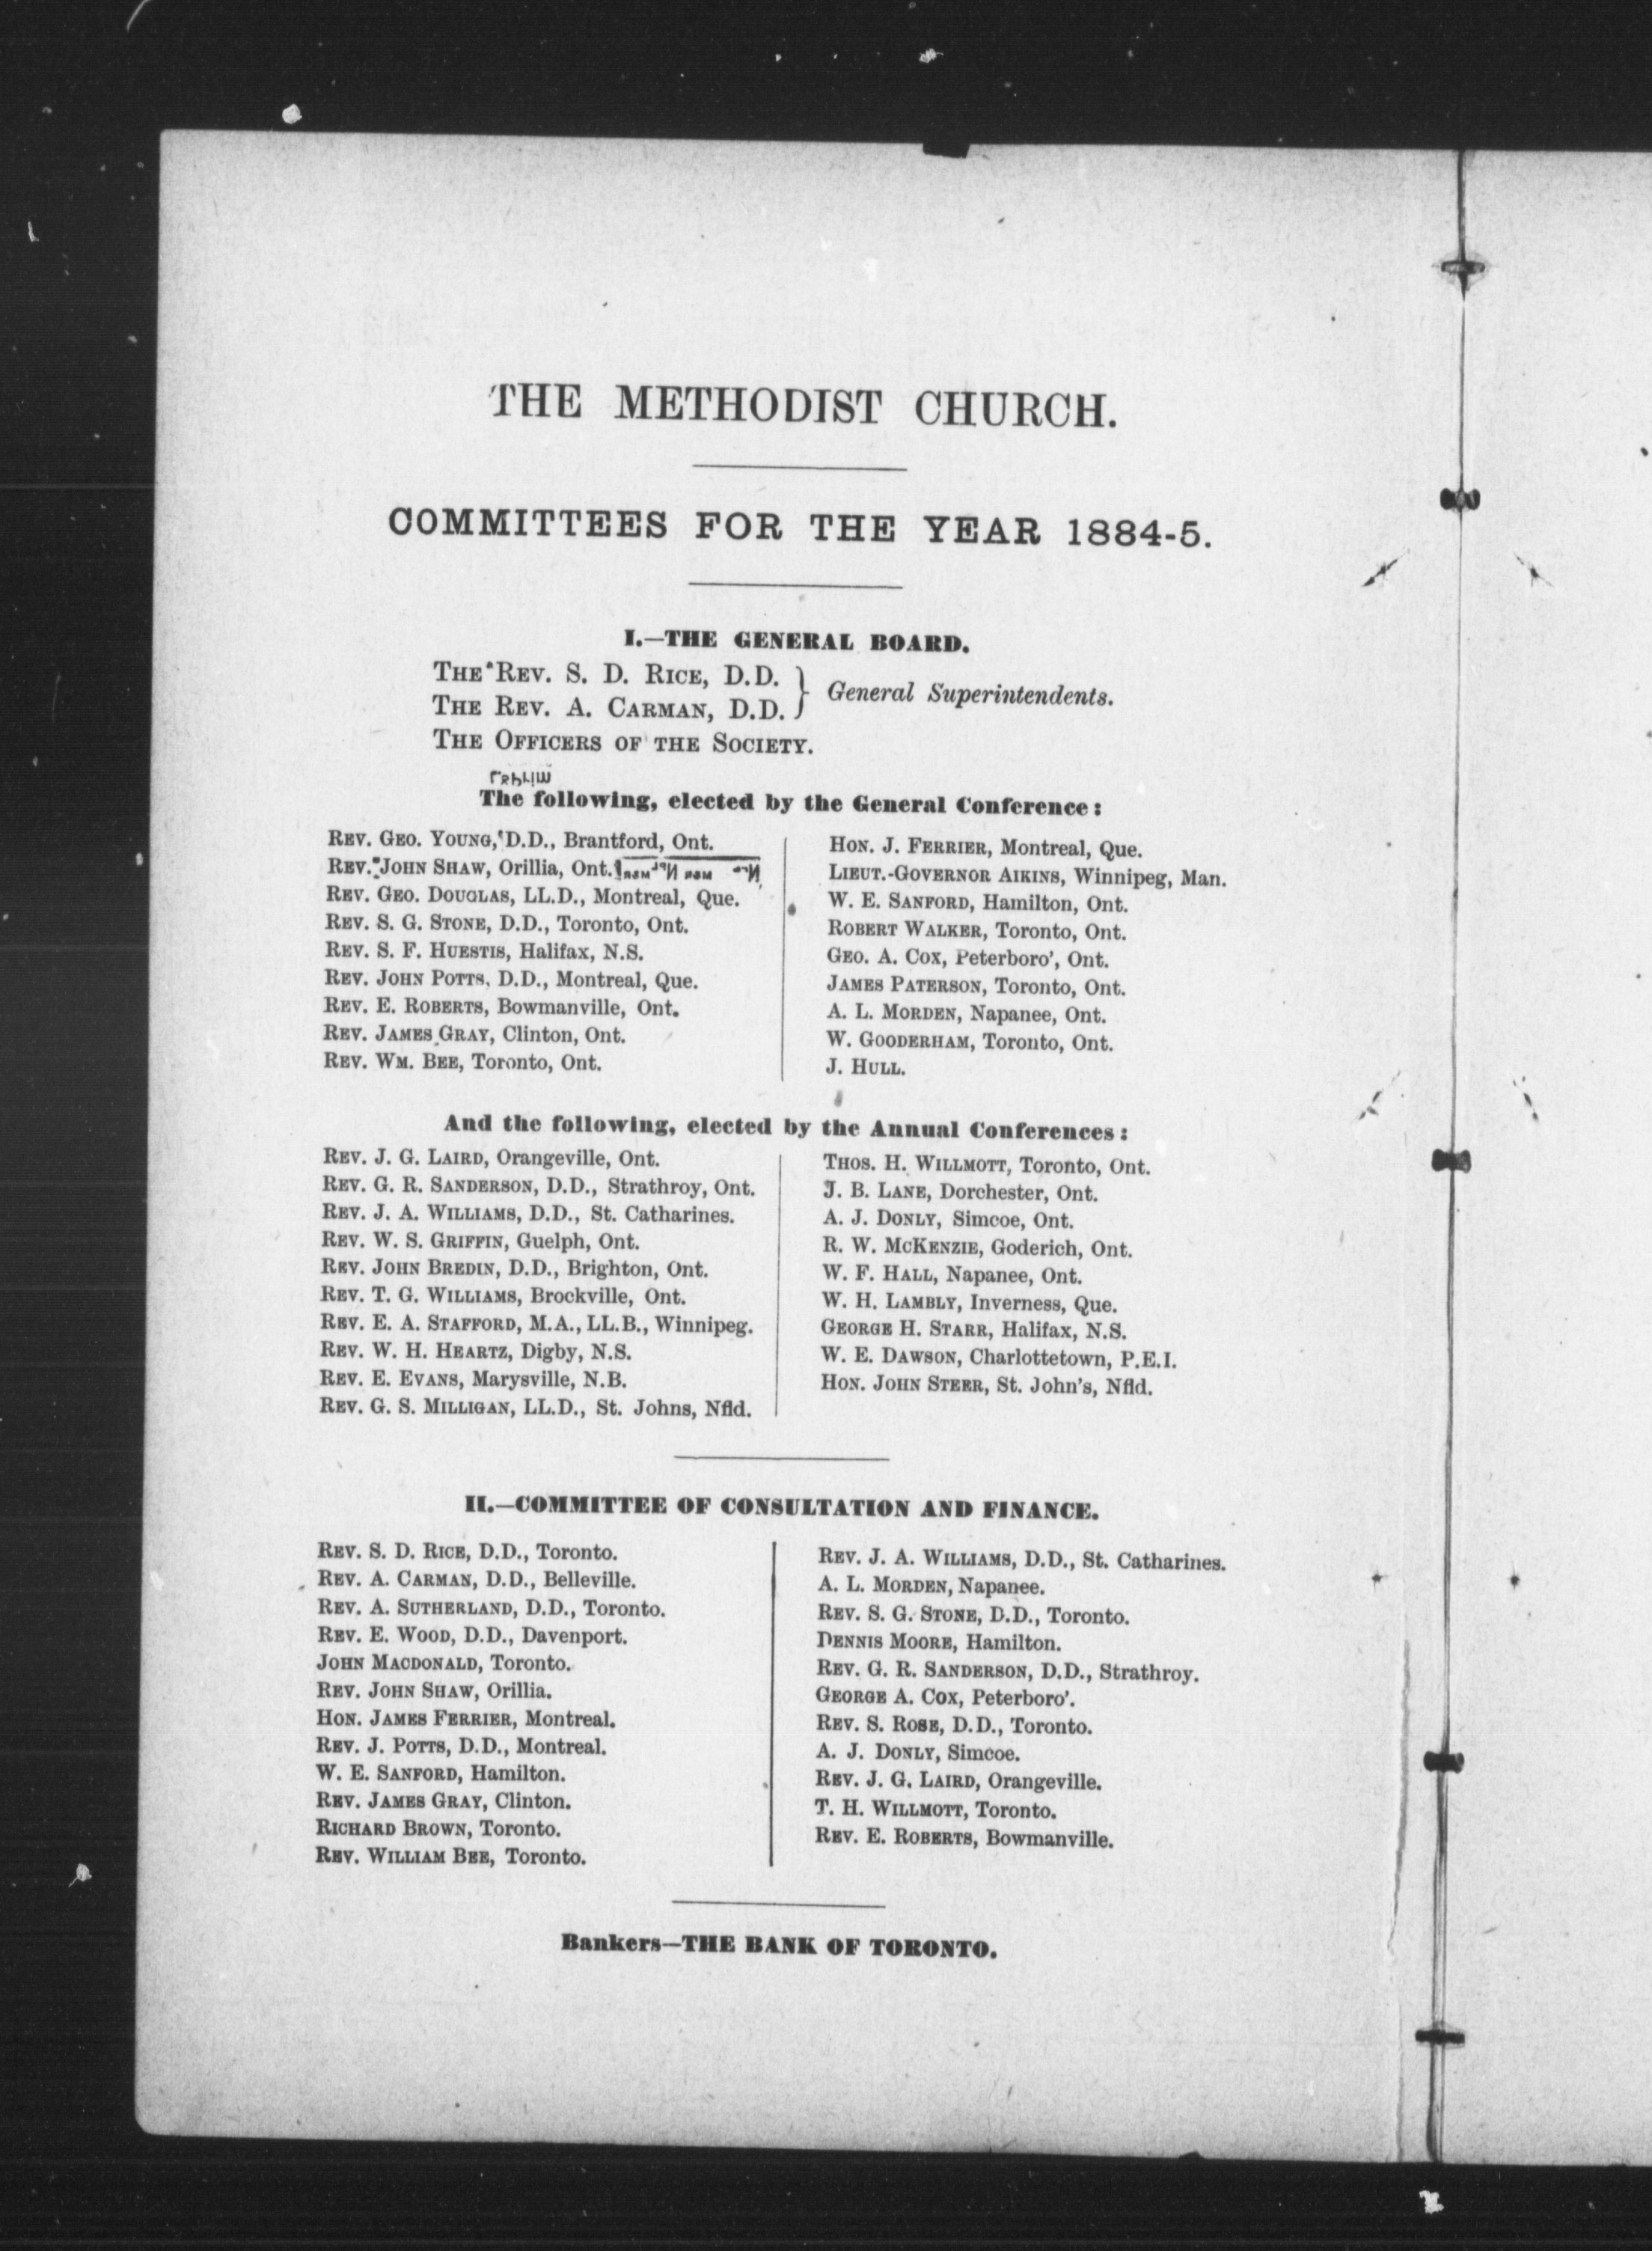 THE METHODIST CHURCH.
COMMITTEES FOR THE YEAR 1884-5.
I.—THE GENERAL BOARD.
THE REV. S. D. RICE, D.D.
THE REV. A. CARMAN, D.D.
General Superintendents.
THE OFFICERS OF THE SOCIETY.
The following, elected by the General Conference:
REV. GEO. YOUNG, D.D., Brantford, Ont.
REV. JOHN SHAW, Orillia, Ont.
REV. GEO. DOUGLAS, LL.D., Montreal, Que.
REV. S. G. STONE, D.D., Toronto, Ont.
REV. S. F. HUESTIS, Halifax, N.S.
REV. JOHN POTTS, D.D., Montreal, Que.
REV. E. ROBERTS, Bowmanville, Ont.
REV. JAMES GRAY, Clinton, Ont.
REV. WM. BEE, Toronto, Ont.
HON. J. FERRIER, Montreal, Que.
LIEUT.-GOVERNOR AIKINS, Winnipeg, Man.
W. E. SANFORD, Hamilton, Ont.
ROBERT WALKER, Toronto, Ont.
GEO. A. COX, Peterboro', Ont.
JAMES PATERSON, Toronto, Ont.
A. L. MORDEN, Napanee, Ont.
W. GOODERHAM, Toronto, Ont.
J. HULL.
And the following, elected by the Annual Conferences:
REV. J. G. LAIRD, Orangeville, Ont.
REV. G. R. SANDERSON, D.D., Strathroy, Ont.
REV. J. A. WILLIAMS, D.D., St. Catharines.
REV. W. S. GRIFFIN, Guelph, Ont.
REV. JOHN BREDIN, D.D., Brighton, Ont.
REV. T. G. WILLIAMS, Brockville, Ont.
REV. E. A. STAFFORD, M.A., LL.B., Winnipeg.
REV. W. H. HEARTZ, Digby, N.S.
REV. E. EVANS, Marysville, N.B.
REV. G. S. MILLIGAN, LL.D., St. Johns, Nfld.
THOS. H. WILLMOTT, Toronto, Ont.
J. B. LANE, Dorchester, Ont.
A. J. DONLY, Simcoe, Ont.
R. W. MCKENZIE, Goderich, Ont.
W. F. HALL, Napanee, Ont.
W. H. LAMBLY, Inverness, Que.
GEORGE H. STARR, Halifax, N.S.
W. E. DAWSON, Charlottetown, P.E.I.
HON. JOHN STEER, St. John's, Nfld.
II.—COMMITTEE OF CONSULTATION AND FINANCE.
REV. S. D. RICE, D.D., Toronto.
REV. A. CARMAN, D.D., Belleville.
REV. A. SUTHERLAND, D.D., Toronto.
REV. E. WOOD, D.D., Davenport.
JOHN MACDONALD, Toronto.
REV. JOHN SHAW, Orillia.
HON. JAMES FERRIER, Montreal.
REV. J. POTTS, D.D., Montreal.
W. E. SANFORD, Hamilton.
REV. JAMES GRAY, Clinton.
RICHARD BROWN, Toronto.
REV. WILLIAM BEE, Toronto.
REV. J. A. WILLIAMS, D.D., St. Catharines.
A. L. MORDEN, Napanee.
REV. S. G. STONE, D.D., Toronto.
DENNIS MOORE, Hamilton.
REV. G. R. SANDERSON, D.D., Strathroy.
GEORGE A. COX, Peterboro'.
REV. S. ROSE, D.D., Toronto.
A. J. DONLY, Simcoe.
REV. J. G. LAIRD, Orangeville.
T. H. WILLMOTT, Toronto.
REV. E. ROBERTS, Bowmanville.
Bankers—THE BANK OF TORONTO.